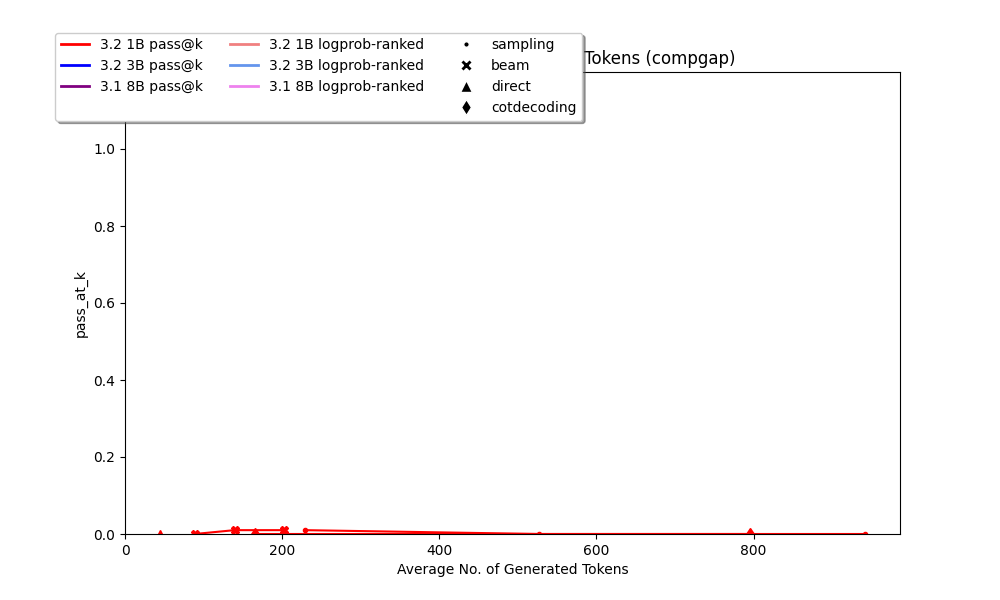 3.2 1B pass@k
3.2 3B pass@k
3.1 8B pass@k
3.2 1B logprob-ranked
3.2 3B logprob-ranked
3.1 8B logprob-ranked
sampling
beam
direct
cotdecoding
Tokens (compgap)
pass_at_k
1.0
0.8
0.6
0.4
0.2
0.0
0 200 400 600 800
Average No. of Generated Tokens